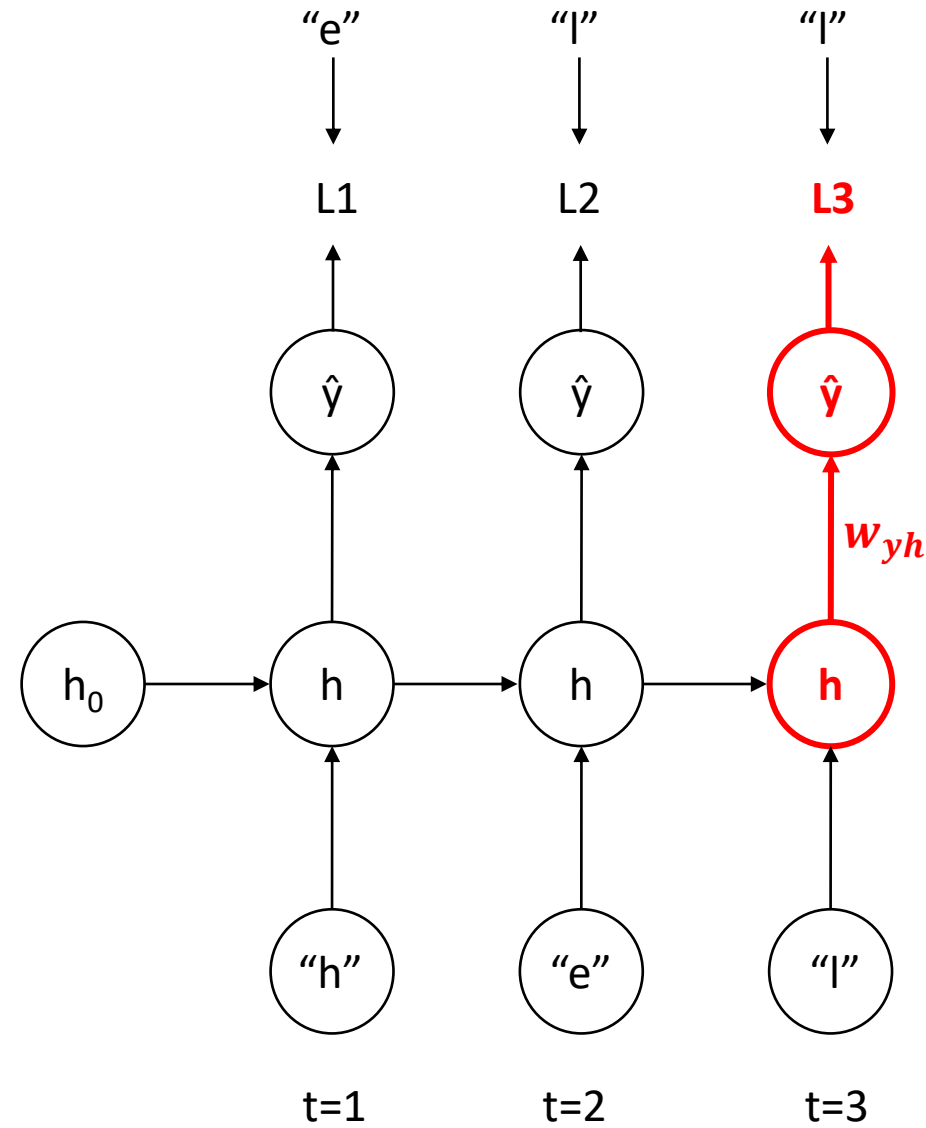 “e” “l” “l”
L1 L2 L3
ŷ ŷ ŷ
w_yh
h₀ h h h
“h” “e” “l”
t=1 t=2 t=3